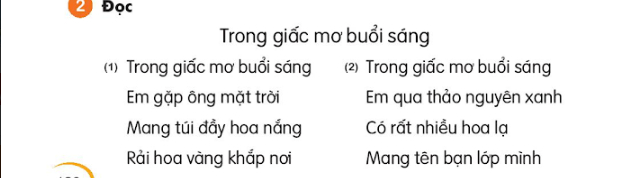 2 Đọc
Trong giấc mơ buổi sáng
(1) Trong giấc mơ buổi sáng
Em gặp ông mặt trời
Mang túi đầy hoa nắng
Rải hoa vàng khắp nơi
(2) Trong giấc mơ buổi sáng
Em qua thảo nguyên xanh
Có rất nhiều hoa lạ
Mang tên bạn lớp mình